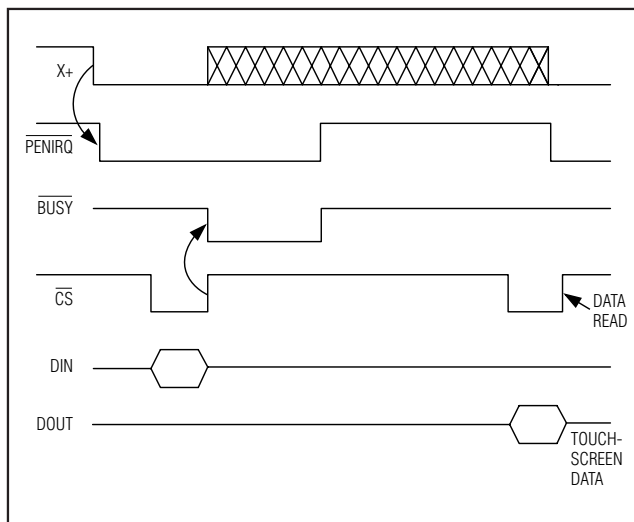 X+
PENIRQ
BUSY
CS
DATA
READ
DIN
DOUT
TOUCH-
SCREEN
DATA